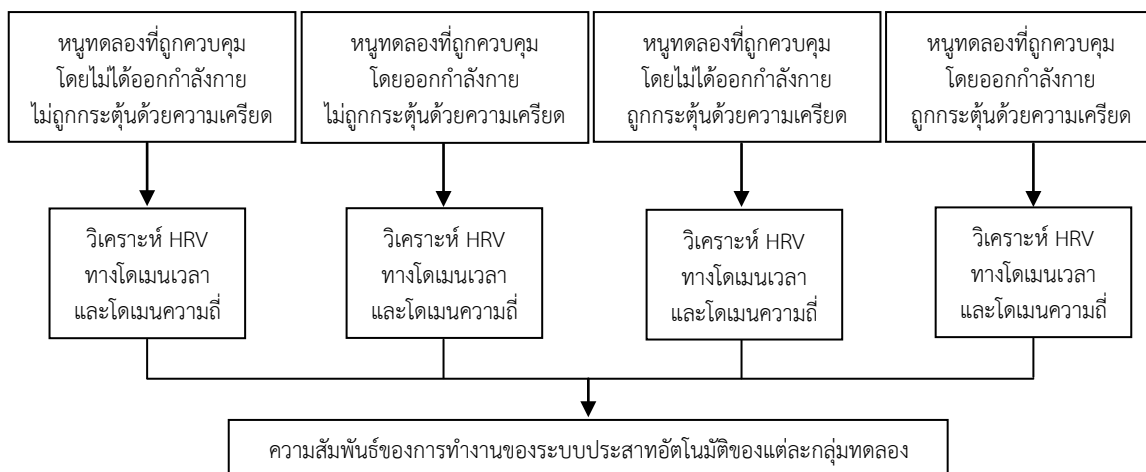 หนูทดลองที่ถูกควบคุม
โดยไม่ได้ออกกำลังกาย
ไม่ถูกกระตุ้นด้วยความเครียด
หนูทดลองที่ถูกควบคุม
โดยออกกำลังกาย
ไม่ถูกกระตุ้นด้วยความเครียด
หนูทดลองที่ถูกควบคุม
โดยไม่ได้ออกกำลังกาย
ถูกกระตุ้นด้วยความเครียด
หนูทดลองที่ถูกควบคุม
โดยออกกำลังกาย
ถูกกระตุ้นด้วยความเครียด
วิเคราะห์ HRV
ทางโดเมนเวลา
และโดเมนความถี่
วิเคราะห์ HRV
ทางโดเมนเวลา
และโดเมนความถี่
วิเคราะห์ HRV
ทางโดเมนเวลา
และโดเมนความถี่
วิเคราะห์ HRV
ทางโดเมนเวลา
และโดเมนความถี่
ความสัมพันธ์ของการทำงานของระบบประสาทอัตโนมัติของแต่ละกลุ่มทดลอง